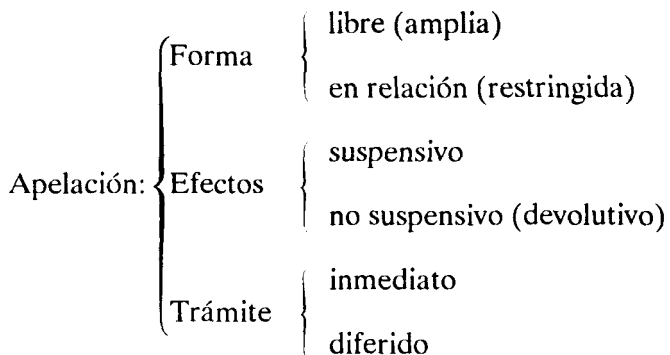 Apelación:
Forma
libre (amplia)
en relación (restringida)
Efectos
suspensivo
no suspensivo (devolutivo)
Trámite
inmediato
diferido